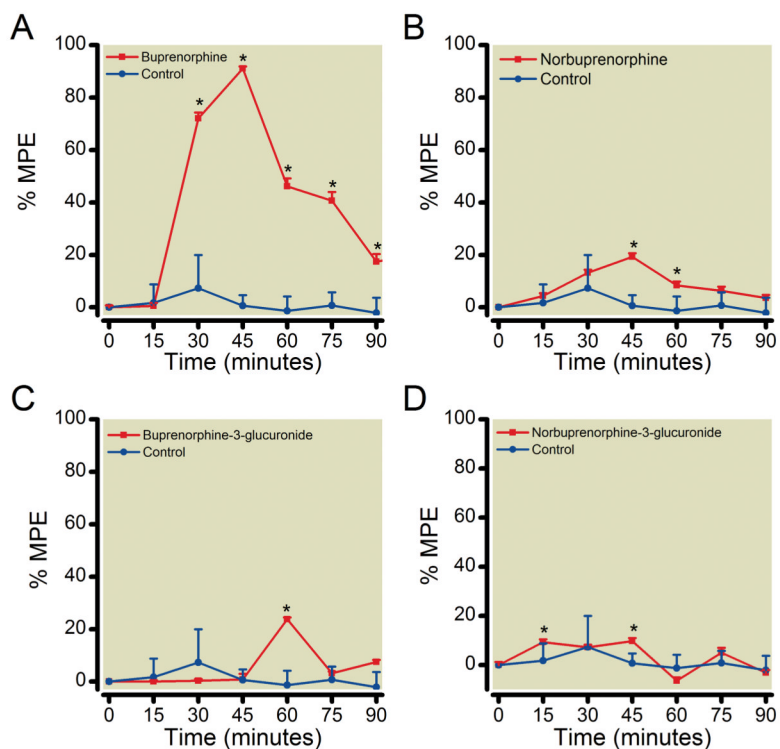 A
Buprenorphine
Control
% MPE
100
80
60
40
20
0
* * * * * *
0 15 30 45 60 75 90
Time (minutes)
B
Norbuprenorphine
Control
% MPE
100
80
60
40
20
0
* *
0 15 30 45 60 75 90
Time (minutes)
C
Buprenorphine-3-glucuronide
Control
% MPE
100
80
60
40
20
0
*
0 15 30 45 60 75 90
Time (minutes)
D
Norbuprenorphine-3-glucuronide
Control
% MPE
100
80
60
40
20
0
* *
0 15 30 45 60 75 90
Time (minutes)